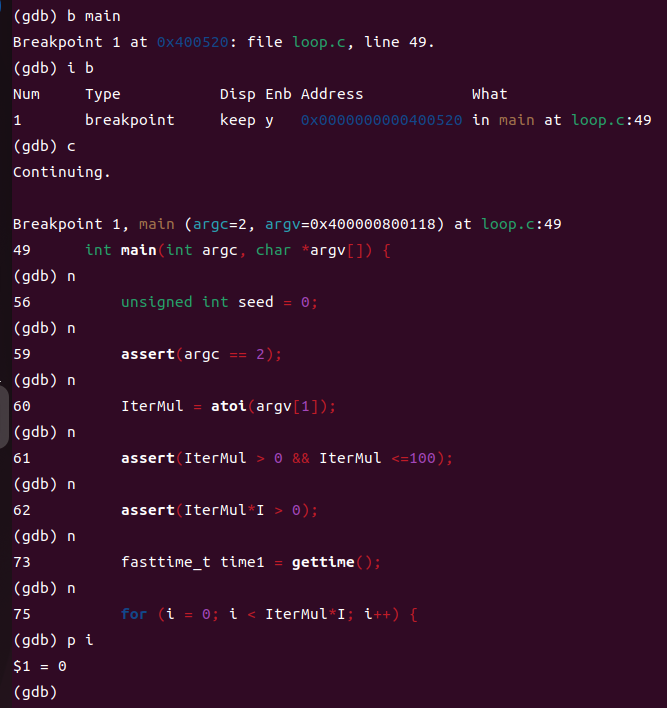 (gdb) b main
Breakpoint 1 at 0x400520: file loop.c, line 49.
(gdb) i b
Num     Type           Disp Enb Address            What
1       breakpoint     keep y   0x0000000000400520 in main at loop.c:49
(gdb) c
Continuing.

Breakpoint 1, main (argc=2, argv=0x400000800118) at loop.c:49
49      int main(int argc, char *argv[]) {
(gdb) n
56          unsigned int seed = 0;
(gdb) n
59          assert(argc == 2);
(gdb) n
60          IterMul = atoi(argv[1]);
(gdb) n
61          assert(IterMul > 0 && IterMul <=100);
(gdb) n
62          assert(IterMul*I > 0);
(gdb) n
73          fasttime_t time1 = gettime();
(gdb) n
75          for (i = 0; i < IterMul*I; i++) {
(gdb) p i
$1 = 0
(gdb)